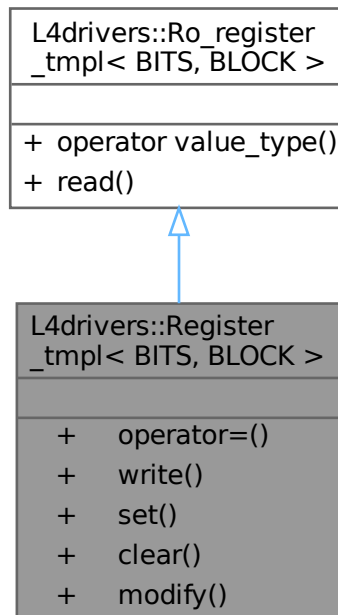 L4drivers::Ro_register
_tmpl< BITS, BLOCK >
+ operator value_type()
+ read()
L4drivers::Register
_tmpl< BITS, BLOCK >
+ operator=()
+ write()
+ set()
+ clear()
+ modify()